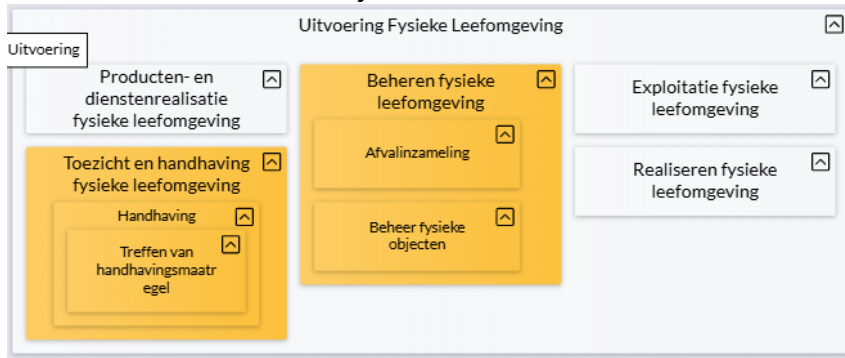 Uitvoering Fysieke Leefomgeving
Uitvoering
Producten- en
dienstenrealisatie
fysieke leefomgeving
Beheren fysieke
leefomgeving
Exploitatie fysieke
leefomgeving
Afvalinzameling
Toezicht en handhaving
fysieke leefomgeving
Realiseren fysieke
leefomgeving
Handhaving
Beheer fysieke
objecten
Treffen van
handhavingsmaatr
egel